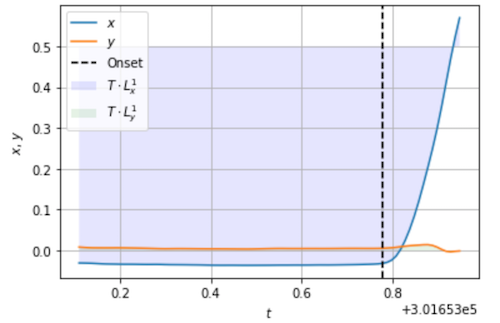 x
y
Onset
T · L¹ₓ
T · L¹ᵧ
x, y
0.5
0.4
0.3
0.2
0.1
0.0
0.2 0.4 0.6 0.8
+3.01653e5
t